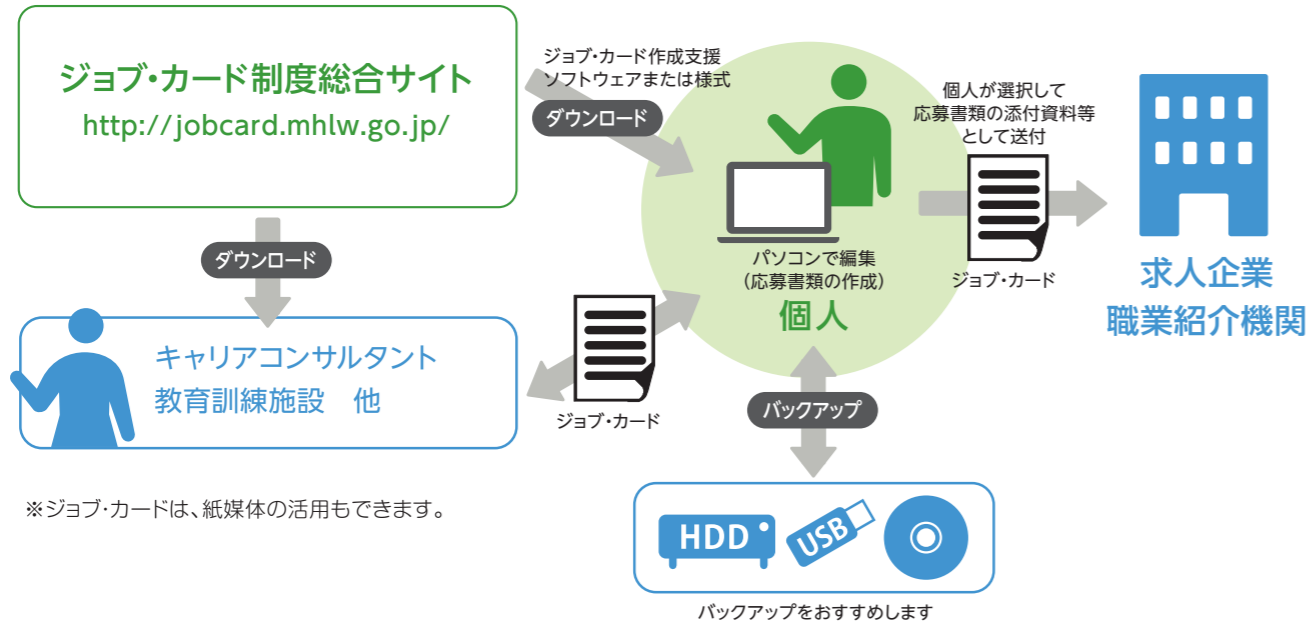 ジョブ・カード制度総合サイト
http://jobcard.mhlw.go.jp/
ジョブ・カード作成支援
ソフトウェアまたは様式
ダウンロード
個人が選択して
応募書類の添付資料等
として送付
ダウンロード
パソコンで編集
(応募書類の作成)
個人
ジョブ・カード
求人企業
職業紹介機関
キャリアコンサルタント
教育訓練施設 他
ジョブ・カード
バックアップ
※ジョブ・カードは、紙媒体の活用もできます。
HDD
USB
バックアップをおすすめします